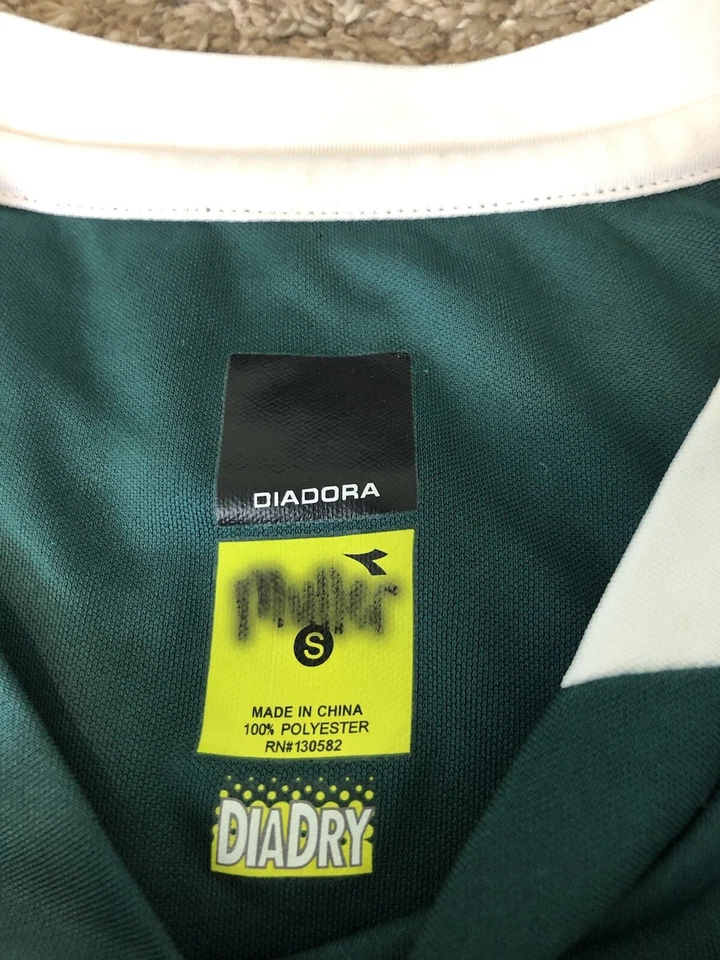 DIADORA
S
MADE IN CHINA
100% POLYESTER
RN#130582
DIADRY